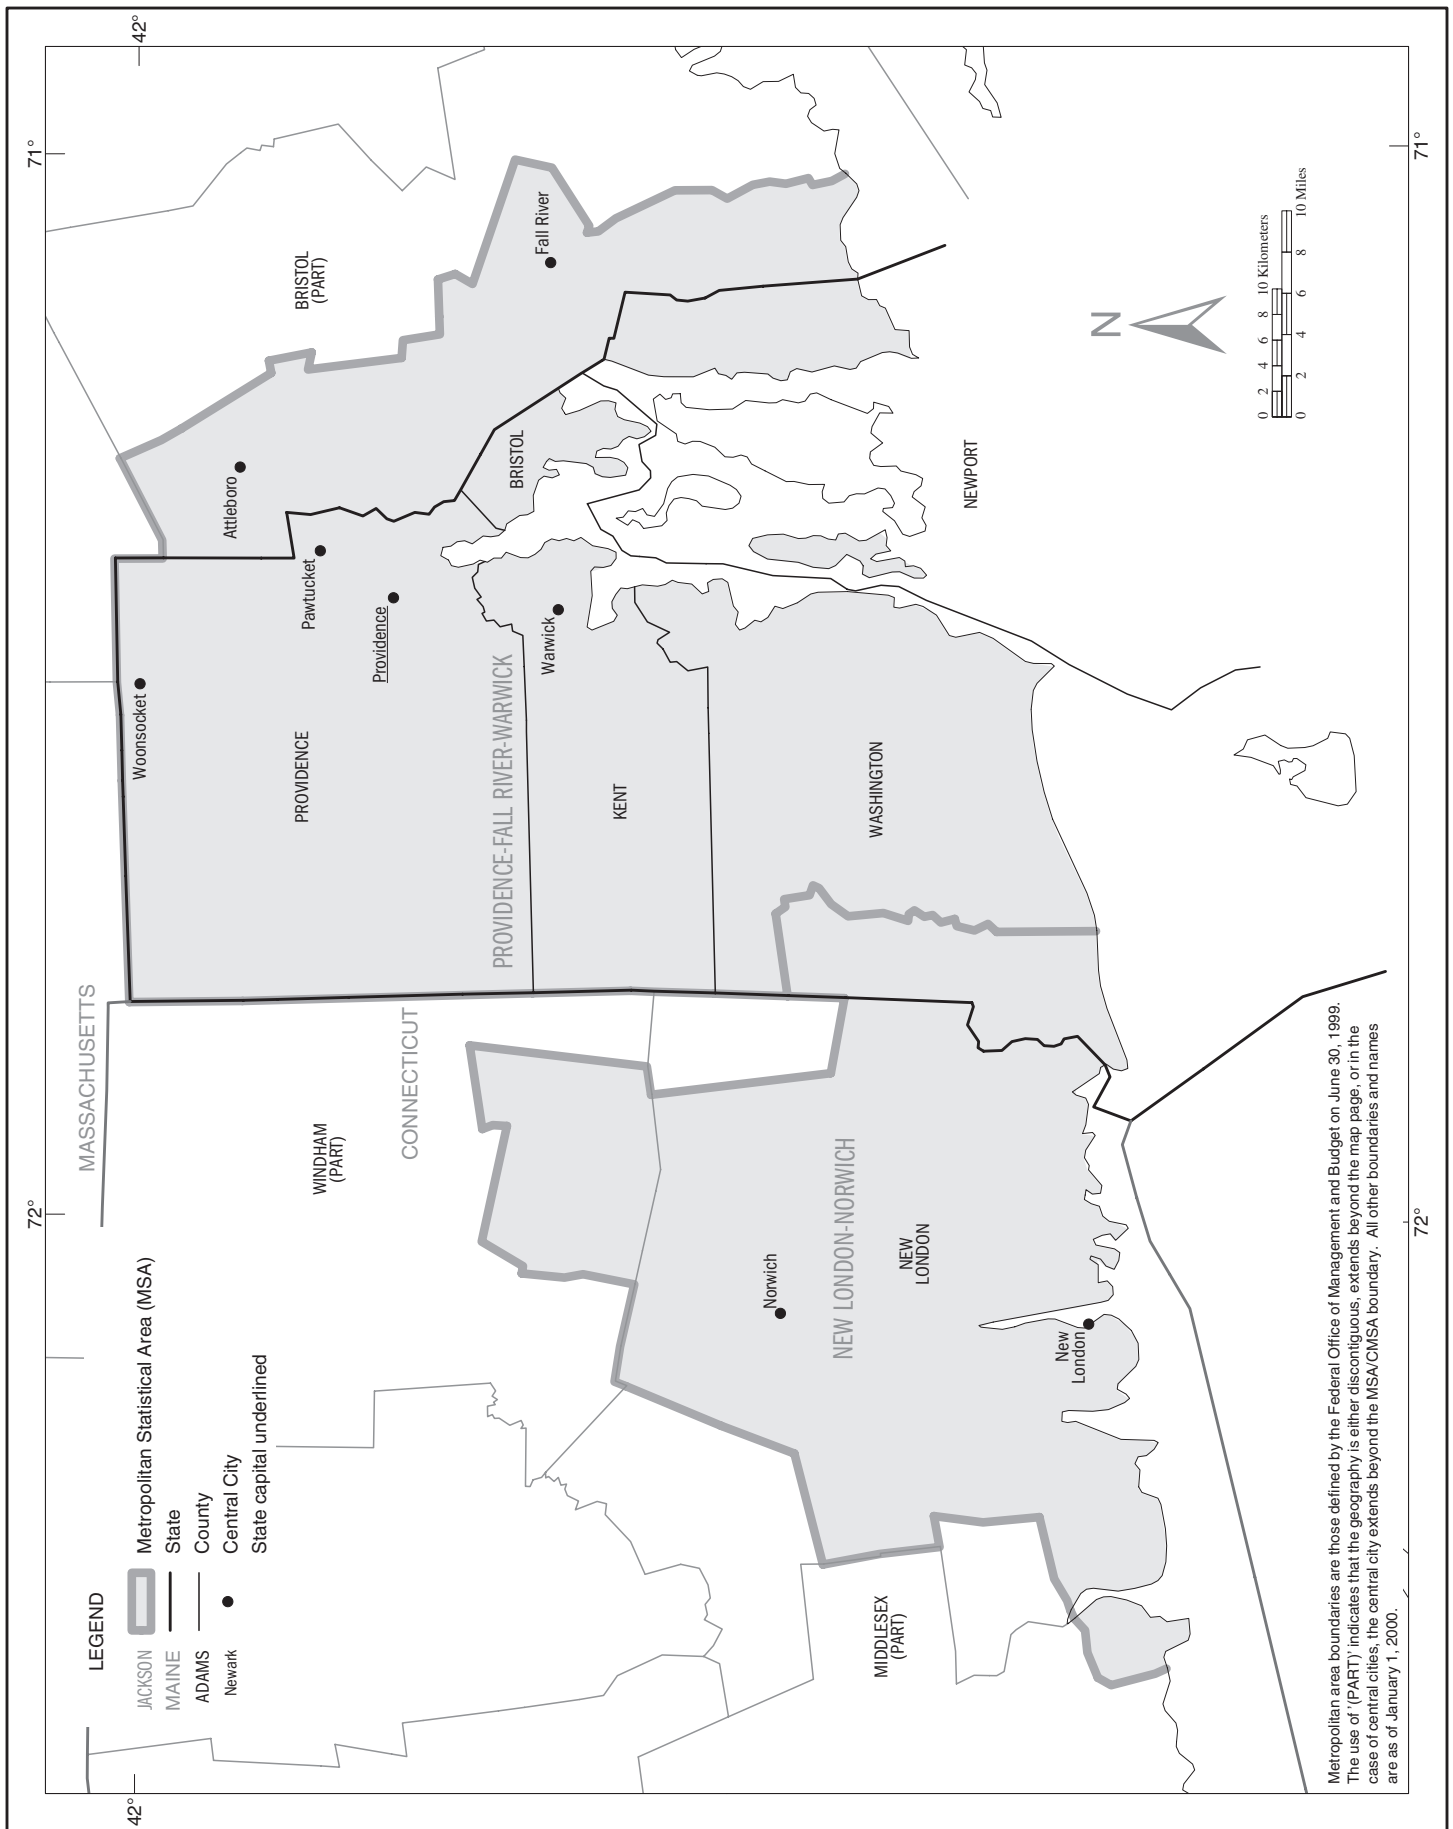 LEGEND
JACKSON
Metropolitan Statistical Area (MSA)
MAINE
State
ADAMS
County
Newark
Central City
State capital underlined
42°
72°
71°
42°
MASSACHUSETTS
CONNECTICUT
WINDHAM
(PART)
Woonsocket
PROVIDENCE
Pawtucket
Providence
Attleboro
BRISTOL
(PART)
PROVIDENCE-FALL RIVER-WARWICK
Warwick
BRISTOL
Fall River
KENT
WASHINGTON
NEWPORT
Norwich
NEW LONDON-NORWICH
NEW
LONDON
New
London
MIDDLESEX
(PART)
N
0 2 4 6 8 10 Kilometers
0 2 4 6 8 10 Miles
72°
71°
Metropolitan area boundaries are those defined by the Federal Office of Management and Budget on June 30, 1999.
The use of '(PART)' indicates that the geography is either discontiguous, extends beyond the map page, or in the
case of central cities, the central city extends beyond the MSA/CMSA boundary. All other boundaries and names
are as of January 1, 2000.